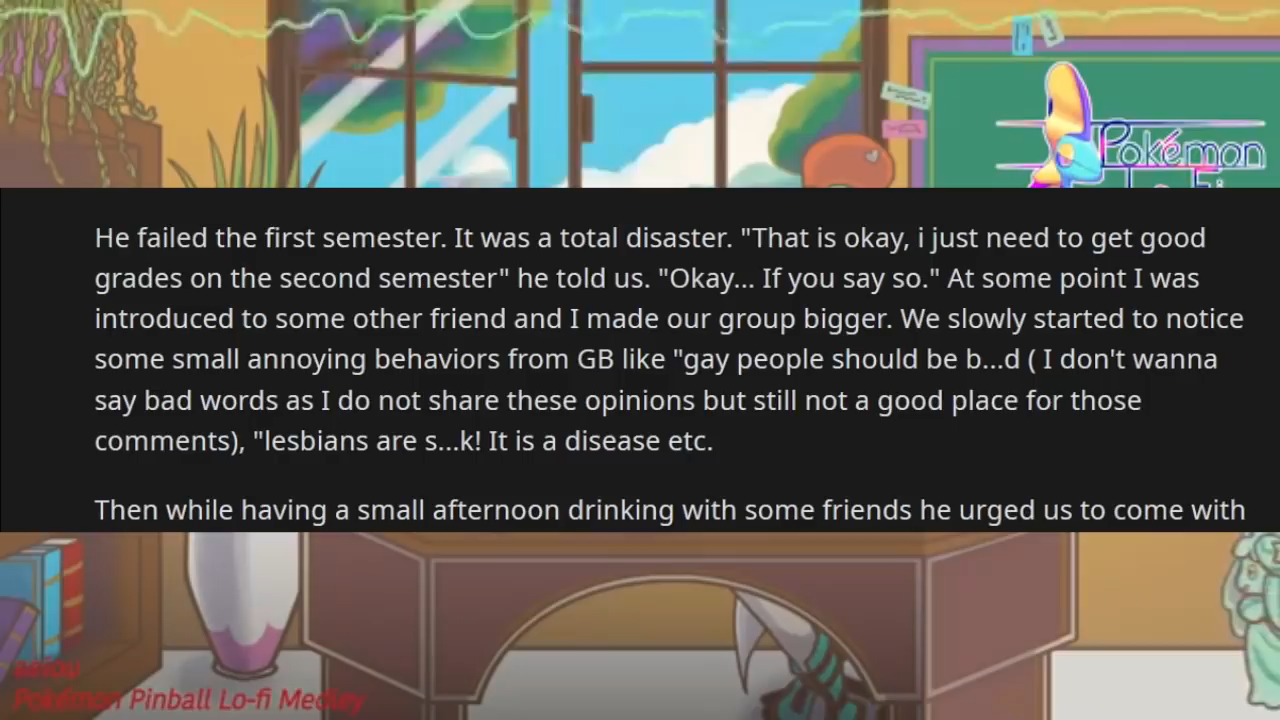 Pokémon
Lo-Fi
He failed the first semester. It was a total disaster. "That is okay, i just need to get good
grades on the second semester" he told us. "Okay... If you say so." At some point I was
introduced to some other friend and I made our group bigger. We slowly started to notice
some small annoying behaviors from GB like "gay people should be b...d ( I don't wanna
say bad words as I do not share these opinions but still not a good place for those
comments), "lesbians are s...k! It is a disease etc.
Then while having a small afternoon drinking with some friends he urged us to come with
Pokémon Pinball Lo-fi Medley